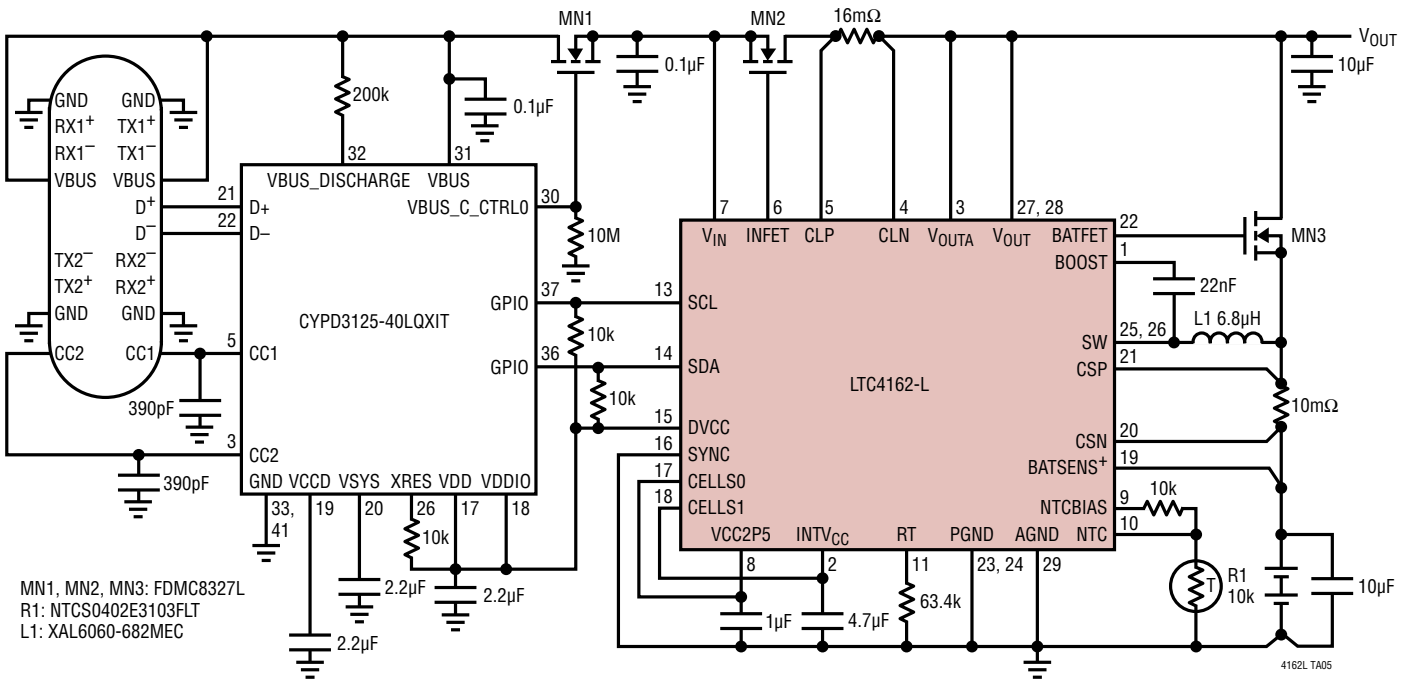 MN1
MN2
16mΩ
VOUT
0.1µF
10µF
200k
0.1µF
GND GND
RX1+ TX1+
RX1− TX1−
VBUS VBUS
D+
D−
TX2− RX2−
TX2+ RX2+
GND GND
CC2 CC1
390pF
390pF
32 31
VBUS_DISCHARGE VBUS
21 D+
22 D−
VBUS_C_CTRL0 30
10M
GPIO 37
10k
CYPD3125-40LQXIT
5 CC1
GPIO 36
10k
3 CC2
GND VCCD VSYS XRES VDD VDDIO
33, 41 19 20 26 17 18
10k
2.2µF
2.2µF
2.2µF
7 6 5 4 3 27, 28
VIN INFET CLP CLN VOUTA VOUT
BATFET 22
MN3
BOOST 1
22nF
13 SCL
L1 6.8µH
SW 25, 26
14 SDA
CSP 21
LTC4162-L
10mΩ
15 DVCC
16 SYNC
CSN 20
17 CELLS0
BATSENS+ 19
18 CELLS1
NTCBIAS 9
10k
NTC 10
VCC2P5 INTVCC RT PGND AGND
8 2 11 23, 24 29
1µF
4.7µF
63.4k
T
R1
10k
10µF
MN1, MN2, MN3: FDMC8327L
R1: NTCS0402E3103FLT
L1: XAL6060-682MEC
4162L TA05